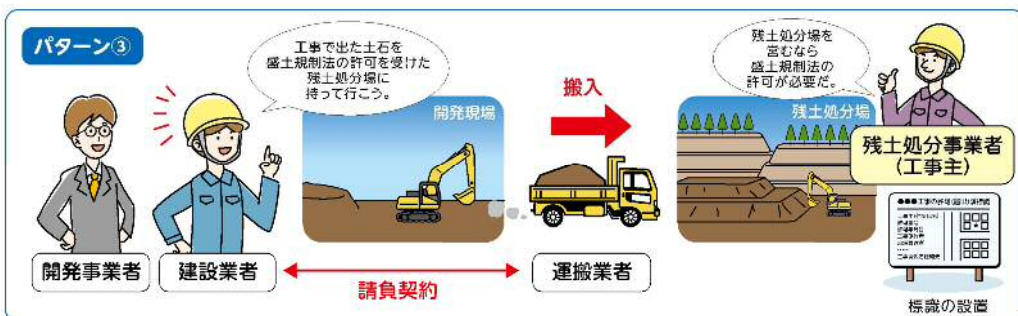 パターン③
工事で出た土石を
盛土規制法の許可を受けた
残土処分場に
持って行こう。
開発現場
搬入
残土処分場を
営むなら
盛土規制法の
許可が必要だ。
残土処分場
残土処分事業者
(工事主)
開発事業者
建設業者
請負契約
運搬業者
標識の設置